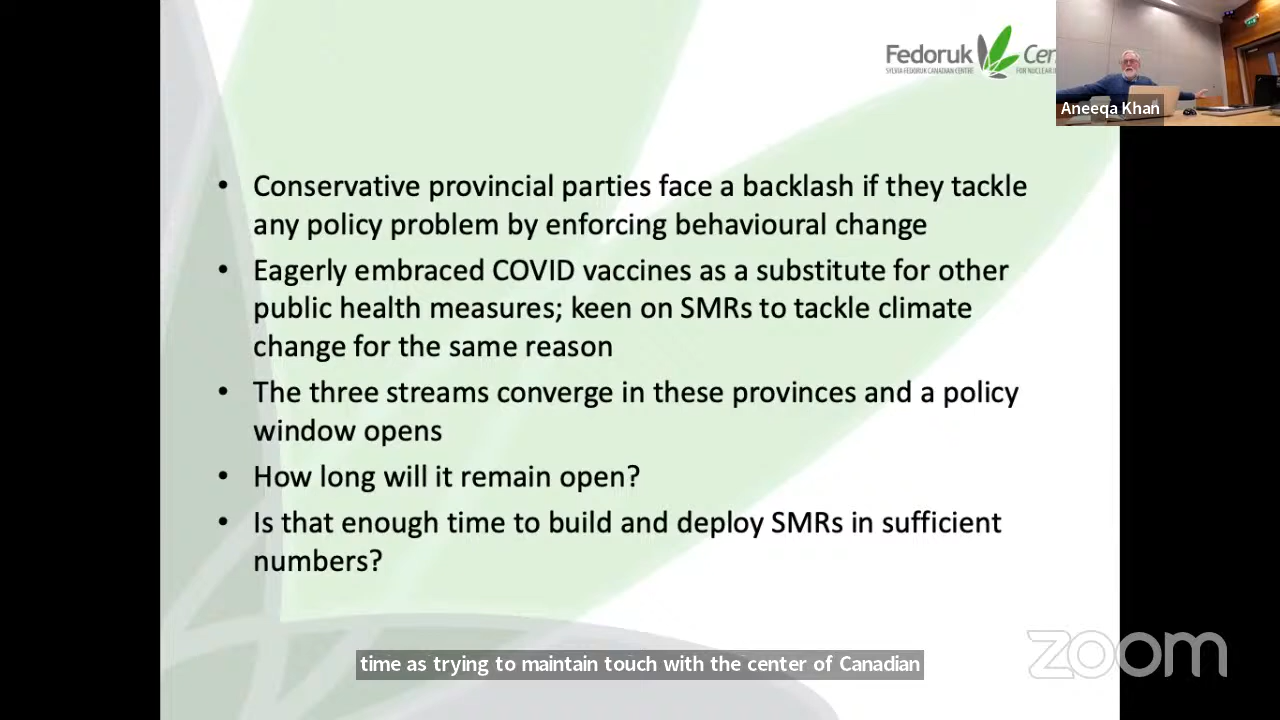 Fedoruk Cen
SYLVIA FEDORUK CANADIAN CENTRE FOR NUCLEAR
Aneeqa Khan
• Conservative provincial parties face a backlash if they tackle
any policy problem by enforcing behavioural change
• Eagerly embraced COVID vaccines as a substitute for other
public health measures; keen on SMRs to tackle climate
change for the same reason
• The three streams converge in these provinces and a policy
window opens
• How long will it remain open?
• Is that enough time to build and deploy SMRs in sufficient
numbers?
time as trying to maintain touch with the center of Canadian
zoom